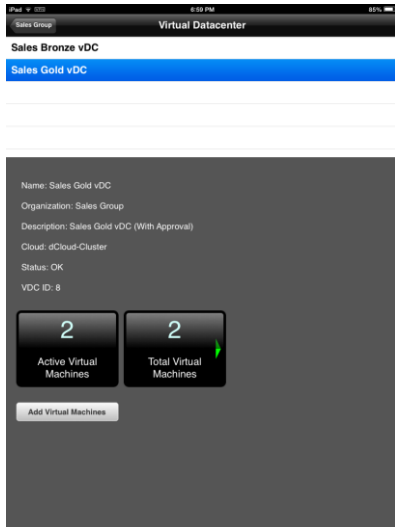 iPad
6:59 PM
85%
Sales Group
Virtual Datacenter
Sales Bronze vDC
Sales Gold vDC
Name: Sales Gold vDC
Organization: Sales Group
Description: Sales Gold vDC (With Approval)
Cloud: dCloud-Cluster
Status: OK
VDC ID: 8
2
Active Virtual
Machines
2
Total Virtual
Machines
Add Virtual Machines